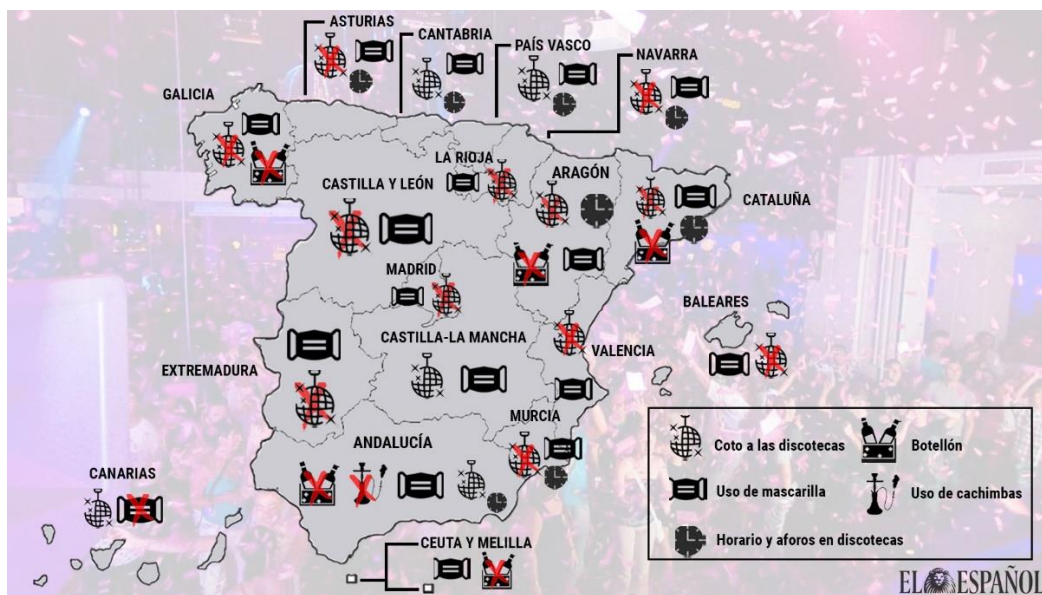 ASTURIAS
CANTABRIA
PAÍS VASCO
NAVARRA
GALICIA
LA RIOJA
ARAGÓN
CASTILLA Y LEÓN
CATALUÑA
MADRID
BALEARES
CASTILLA-LA MANCHA
VALENCIA
EXTREMADURA
MURCIA
ANDALUCÍA
CANARIAS
CEUTA Y MELILLA
Coto a las discotecas
Botellón
Uso de mascarilla
Uso de cachimbas
Horario y aforos en discotecas
EL ESPAÑOL